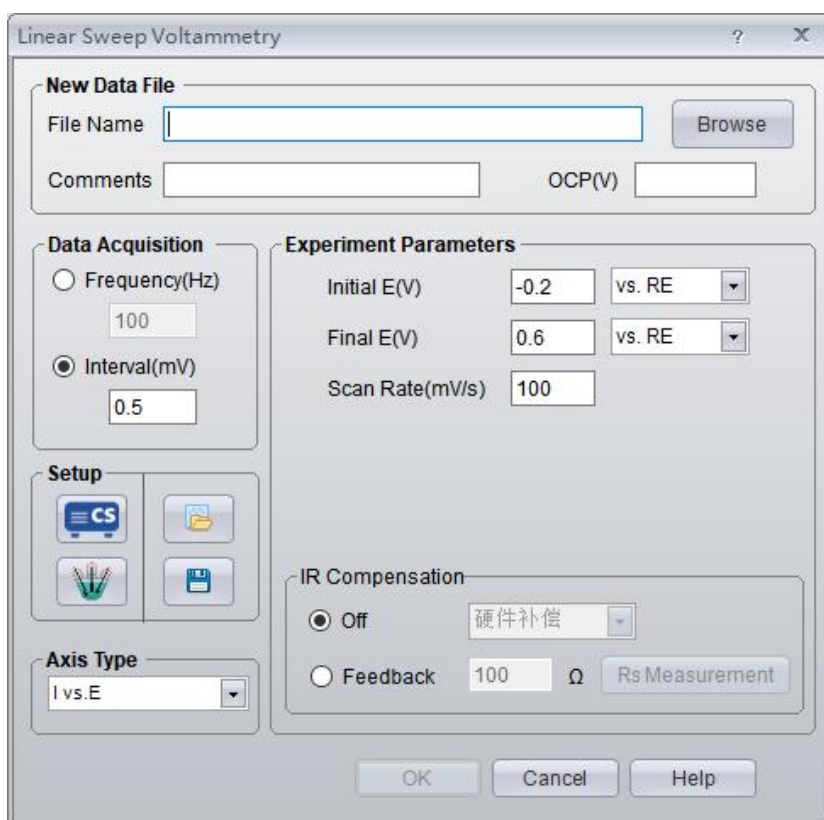 Linear Sweep Voltammetry ? X
New Data File
File Name Browse
Comments OCP(V)
Data Acquisition
Frequency(Hz)
100
Interval(mV)
0.5
Experiment Parameters
Initial E(V) -0.2 vs. RE
Final E(V) 0.6 vs. RE
Scan Rate(mV/s) 100
Setup
CS
IR Compensation
Off 硬件补偿
Feedback 100 Ω Rs Measurement
Axis Type
I vs.E
OK Cancel Help